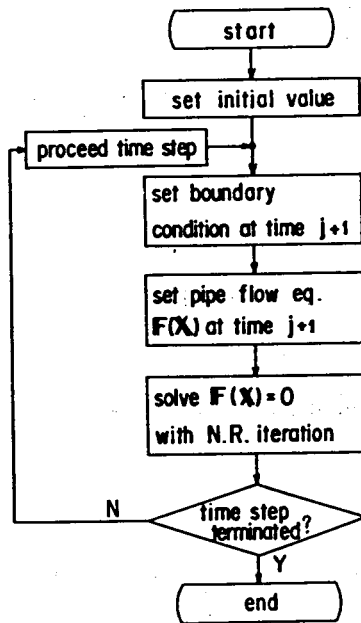 start
set initial value
proceed time step
set boundary
condition at time j+1
set pipe flow eq.
𝐅(𝐗) at time j+1
solve 𝐅(𝐗)=0
with N.R. iteration
N
time step
terminated?
Y
end